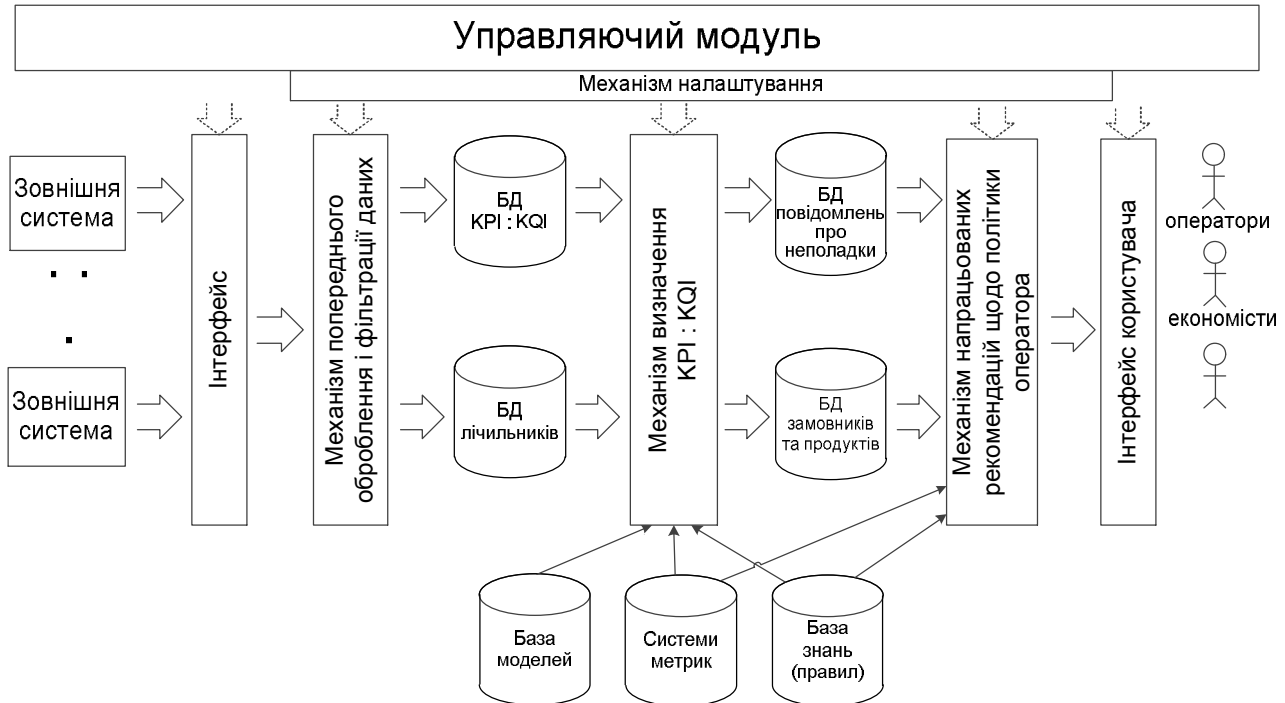 Управляючий модуль
Механізм налаштування
Зовнішня
система
Зовнішня
система
Інтерфейс
Механізм попереднього
оброблення і фільтрації даних
БД
KPI : KQI
БД
лічильників
Механізм визначення
KPI : KQI
БД
повідомлень
про
неполадки
БД
замовників
та продуктів
Механізм напрацьованих
рекомендацій щодо політики
оператора
Інтерфейс користувача
оператори
економісти
База
моделей
Системи
метрик
База
знань
(правил)